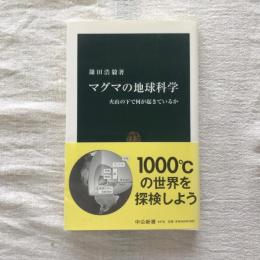 鎌田浩毅著
マグマの地球科学
火山の下で何が起きているか
1000℃
の世界を
探検しよう
中公新書